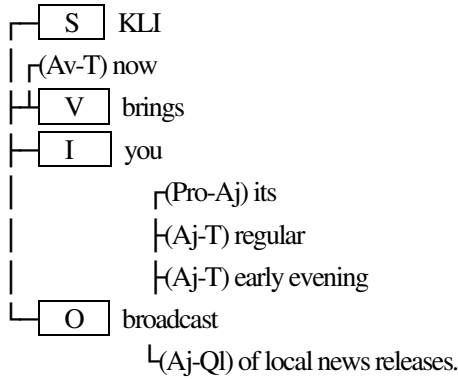 S KLI
(Av-T) now
V brings
I you
(Pro-Aj) its
(Aj-T) regular
(Aj-T) early evening
O broadcast
(Aj-Ql) of local news releases.